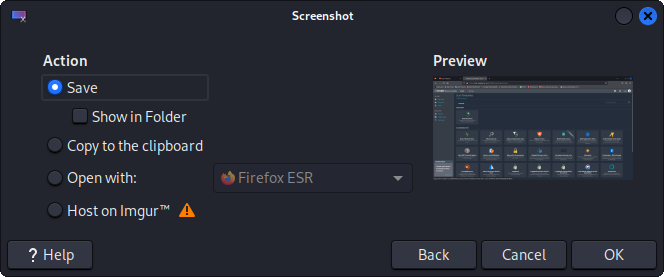 Screenshot
Action
Preview
Save
Show in Folder
Copy to the clipboard
Open with:
Firefox ESR
Host on Imgur™
? Help
Back
Cancel
OK